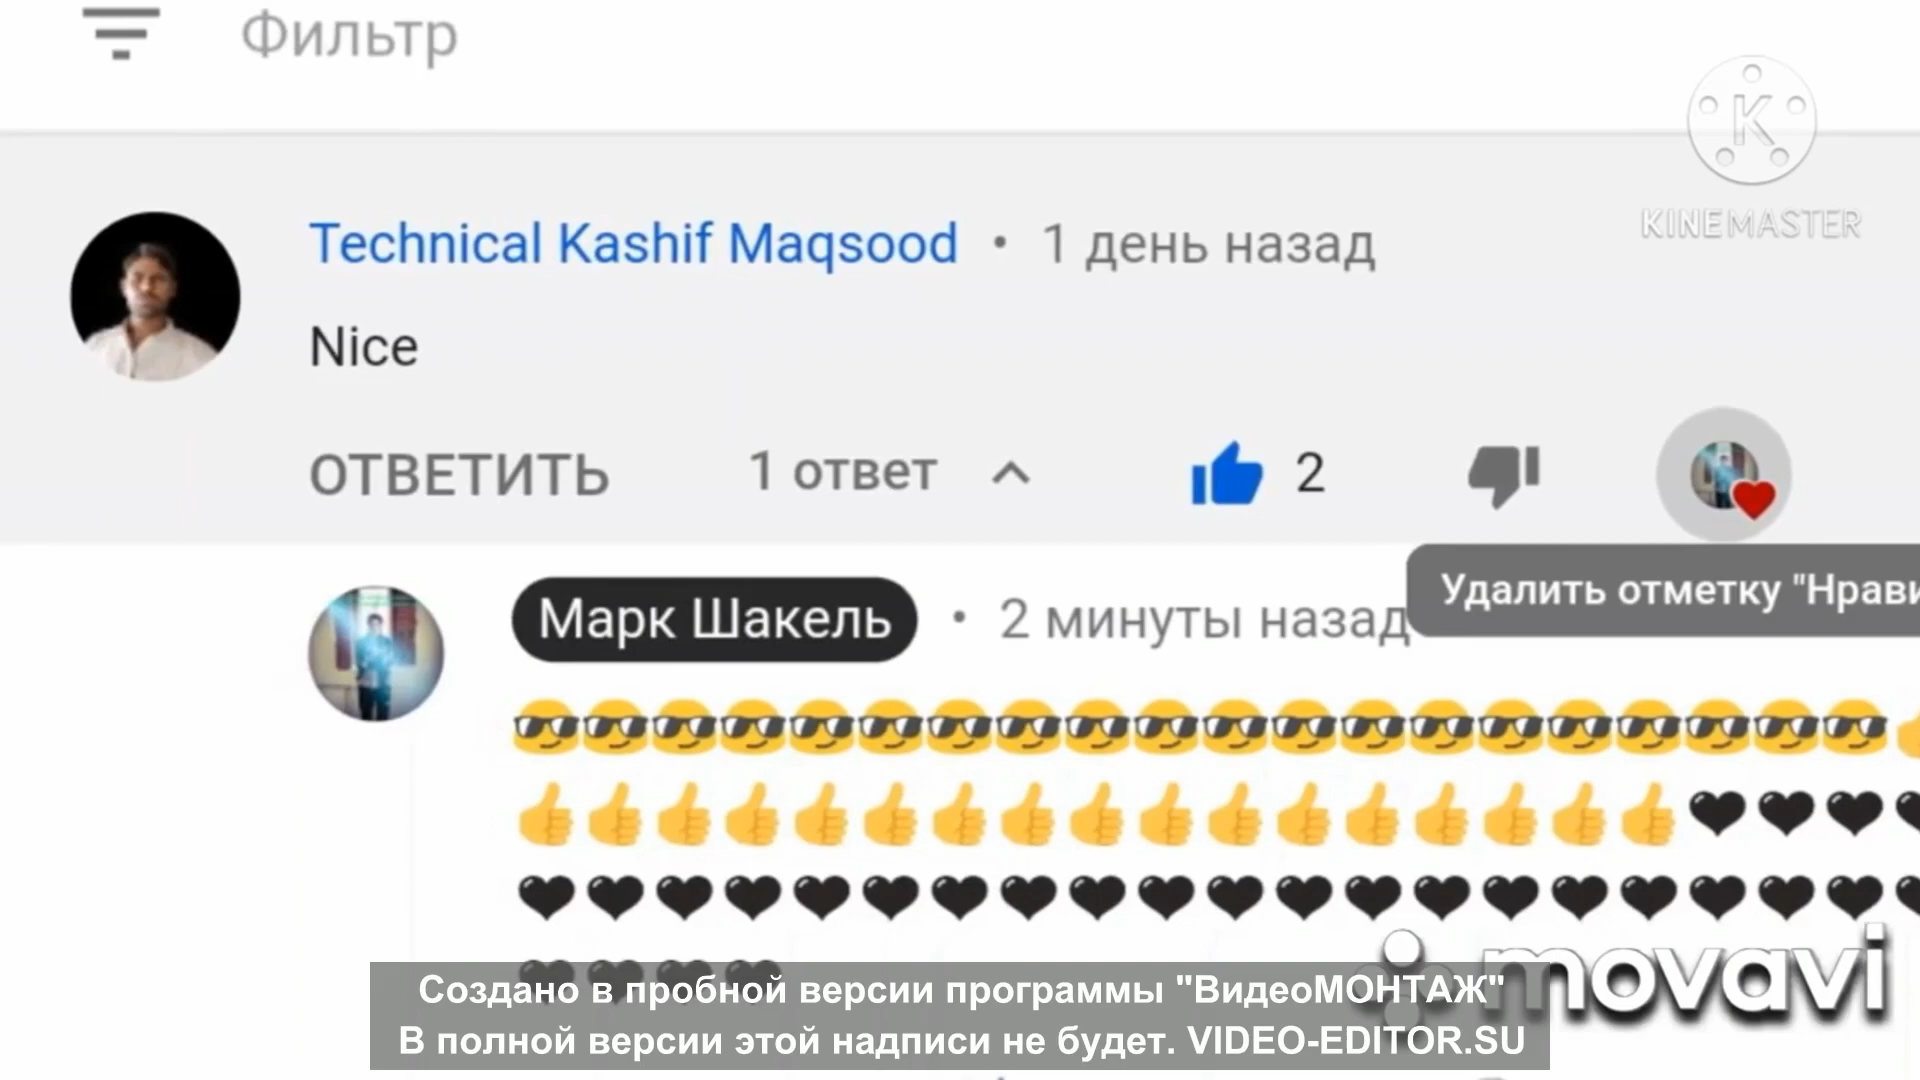 Фильтр
KINEMASTER
Technical Kashif Maqsood • 1 день назад
Nice
ОТВЕТИТЬ 1 ответ 2
Удалить отметку "Нрави
Марк Шакель • 2 минуты назад
😎😎😎😎😎😎😎😎😎😎😎😎😎😎😎😎😎😎😎😎
👍👍👍👍👍👍👍👍👍👍👍👍👍👍👍👍👍🖤🖤🖤🖤
🖤🖤🖤🖤🖤🖤🖤🖤🖤🖤🖤🖤🖤🖤🖤🖤🖤🖤🖤🖤🖤
🖤🖤🖤🖤
movavi
Создано в пробной версии программы "ВидеоМОНТАЖ"
В полной версии этой надписи не будет. VIDEO-EDITOR.SU